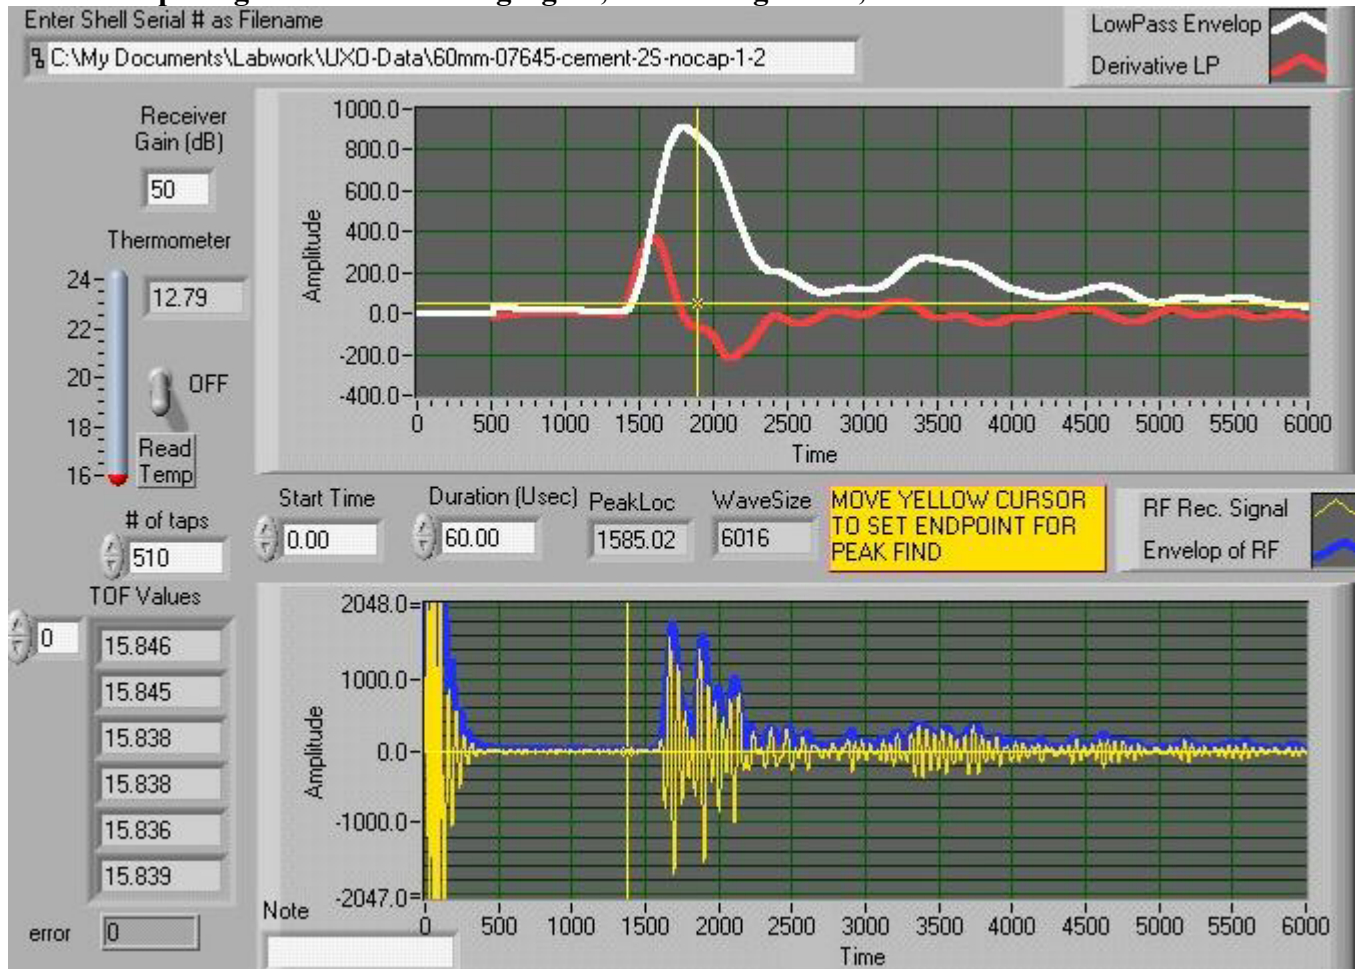 Enter Shell Serial # as Filename
C:\My Documents\Labwork\UXO-Data\60mm-07645-cement-2S-nocap-1-2
LowPass Envelop
Derivative LP
Receiver
Gain (dB)
50
Thermometer
12.79
24
22
20
18
16
OFF
Read
Temp
# of taps
510
TOF Values
0
15.846
15.845
15.838
15.838
15.836
15.839
error
0
Amplitude
1000.0
800.0
600.0
400.0
200.0
0.0
-200.0
-400.0
0 500 1000 1500 2000 2500 3000 3500 4000 4500 5000 5500 6000
Time
Start Time
0.00
Duration (Usec)
60.00
PeakLoc
1585.02
WaveSize
6016
MOVE YELLOW CURSOR
TO SET ENDPOINT FOR
PEAK FIND
RF Rec. Signal
Envelop of RF
Amplitude
2048.0
1000.0
0.0
-1000.0
-2047.0
0 500 1000 1500 2000 2500 3000 3500 4000 4500 5000 5500 6000
Time
Note